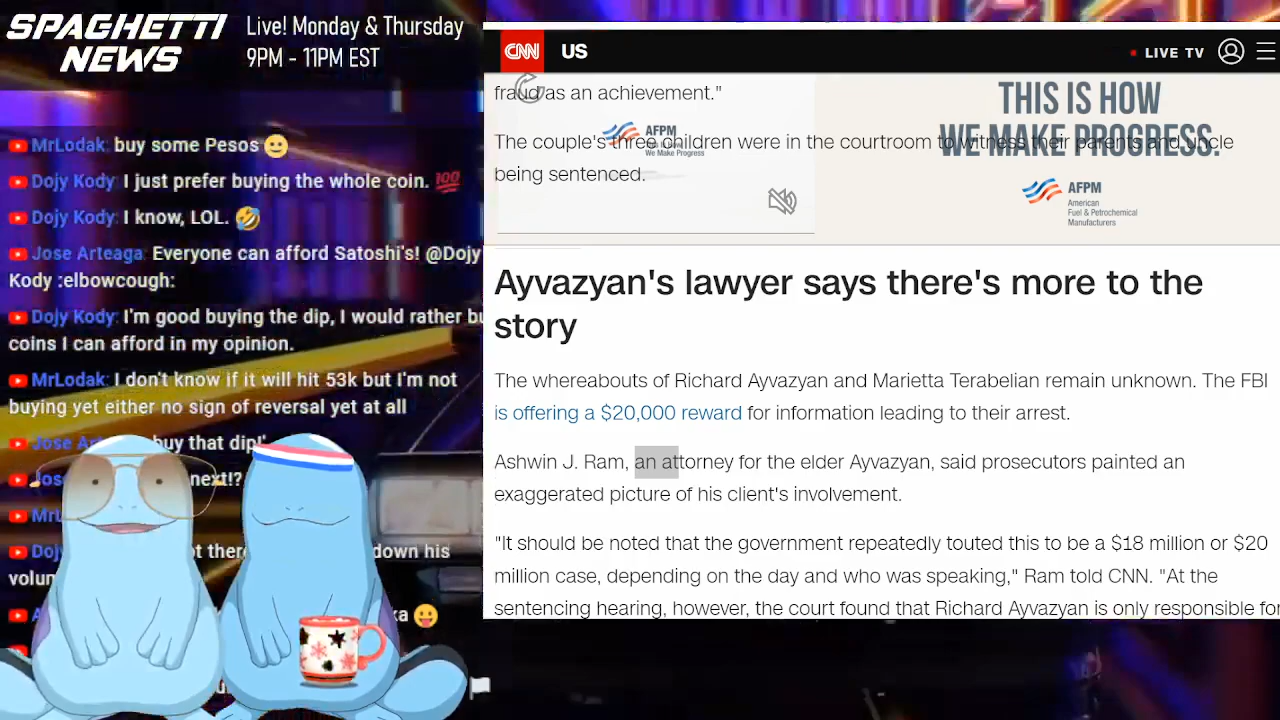 SPAGHETTI
NEWS
Live! Monday & Thursday
9PM - 11PM EST
MrLodak: buy some Pesos 😀
Dojy Kody: I just prefer buying the whole coin. 💯
Dojy Kody: I know, LOL. 🤣
Jose Arteaga: Everyone can afford Satoshi's! @Dojy
Kody :elbowcough:
Dojy Kody: I'm good buying the dip, I would rather bu
coins I can afford in my opinion.
MrLodak: I don't know if it will hit 53k but I'm not
buying yet either no sign of reversal yet at all
Jose buy that dip!
next!?
down his
volun
ka 😛
CNN US
LIVE TV
fraud as an achievement."
THIS IS HOW
WE MAKE PROGRESS.
AFPM
We Make Progress
The couple's three children were in the courtroom to witness their parents and uncle
being sentenced.
AFPM
American
Fuel & Petrochemical
Manufacturers
Ayvazyan's lawyer says there's more to the
story
The whereabouts of Richard Ayvazyan and Marietta Terabelian remain unknown. The FBI
is offering a $20,000 reward for information leading to their arrest.
Ashwin J. Ram, an attorney for the elder Ayvazyan, said prosecutors painted an
exaggerated picture of his client's involvement.
"It should be noted that the government repeatedly touted this to be a $18 million or $20
million case, depending on the day and who was speaking," Ram told CNN. "At the
sentencing hearing, however, the court found that Richard Ayvazyan is only responsible for